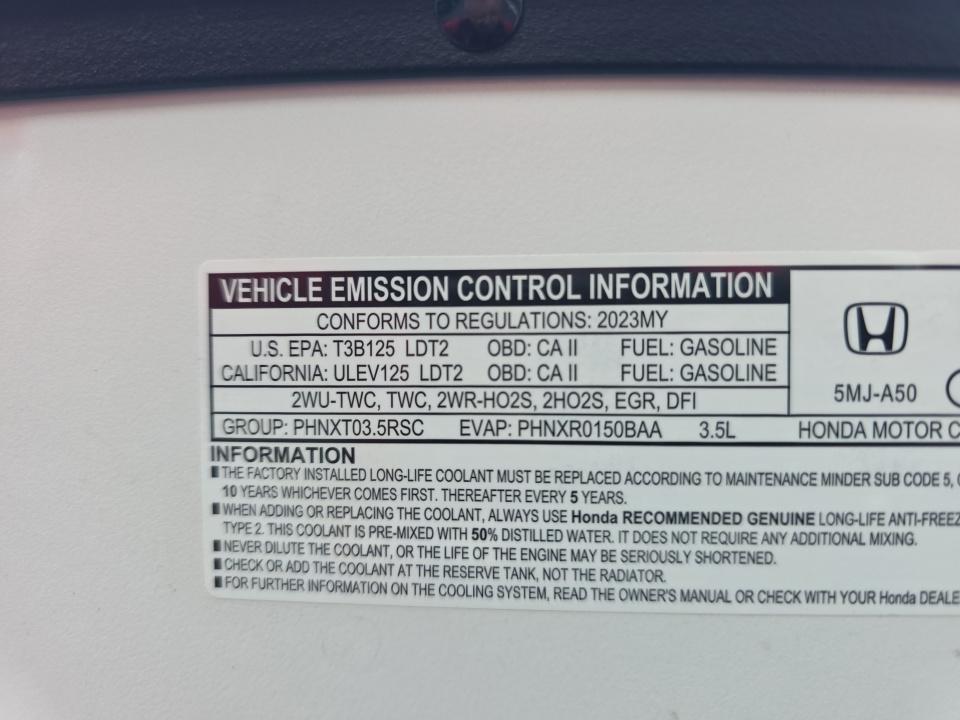 VEHICLE EMISSION CONTROL INFORMATION
CONFORMS TO REGULATIONS: 2023MY
U.S. EPA: T3B125 LDT2 OBD: CA II FUEL: GASOLINE
CALIFORNIA: ULEV125 LDT2 OBD: CA II FUEL: GASOLINE
2WU-TWC, TWC, 2WR-HO2S, 2HO2S, EGR, DFI
5MJ-A50
GROUP: PHNXT03.5RSC EVAP: PHNXR0150BAA 3.5L HONDA MOTOR C
INFORMATION
THE FACTORY INSTALLED LONG-LIFE COOLANT MUST BE REPLACED ACCORDING TO MAINTENANCE MINDER SUB CODE 5,
10 YEARS WHICHEVER COMES FIRST. THEREAFTER EVERY 5 YEARS.
WHEN ADDING OR REPLACING THE COOLANT, ALWAYS USE Honda RECOMMENDED GENUINE LONG-LIFE ANTI-FREEZ
TYPE 2. THIS COOLANT IS PRE-MIXED WITH 50% DISTILLED WATER. IT DOES NOT REQUIRE ANY ADDITIONAL MIXING.
NEVER DILUTE THE COOLANT, OR THE LIFE OF THE ENGINE MAY BE SERIOUSLY SHORTENED.
CHECK OR ADD THE COOLANT AT THE RESERVE TANK, NOT THE RADIATOR.
FOR FURTHER INFORMATION ON THE COOLING SYSTEM, READ THE OWNER'S MANUAL OR CHECK WITH YOUR Honda DEALE